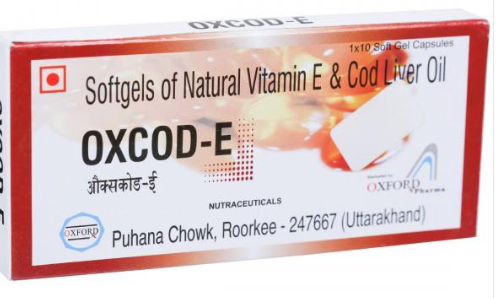 OXCOD-E
1x10 Soft Gel Capsules
Softgels of Natural Vitamin E & Cod Liver Oil
OXCOD-E
औक्सकोड-ई
OXFORD
Pharma
NUTRACEUTICALS
OXFORD
Puhana Chowk, Roorkee - 247667 (Uttarakhand)